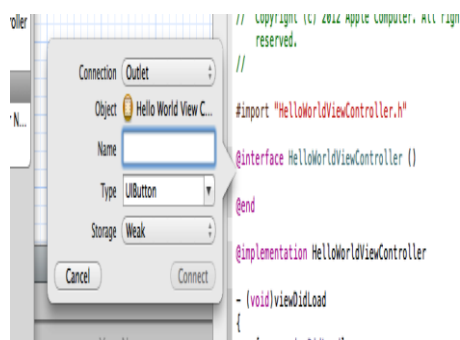 oller
r N...
Connection Outlet
Object Hello World View C...
Name
Type UIButton
Storage Weak
Cancel Connect
// Copyright (c) 2012 Apple Computer. All righ
reserved.
//
#import "HelloWorldViewController.h"
@interface HelloWorldViewController ()
@end
@implementation HelloWorldViewController
- (void)viewDidLoad
{